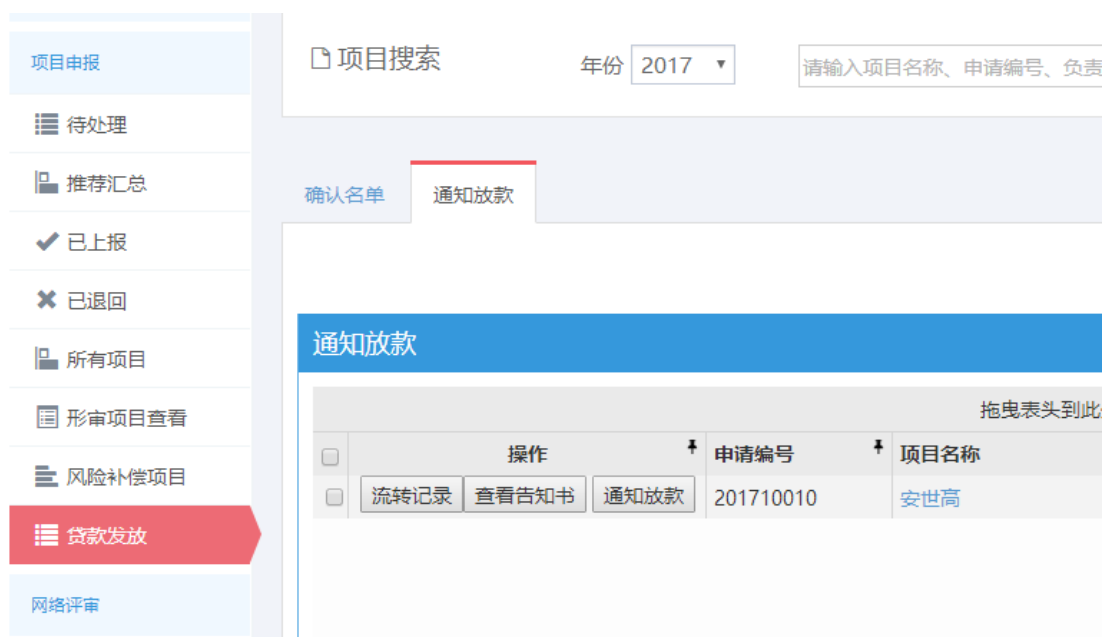 项目申报
待处理
推荐汇总
已上报
已退回
所有项目
形审项目查看
风险补偿项目
贷款发放
网络评审
项目搜索 年份 2017 请输入项目名称、申请编号、负责
确认名单 通知放款
通知放款
拖曳表头到此
操作 申请编号 项目名称
流转记录 查看告知书 通知放款 201710010 安世高